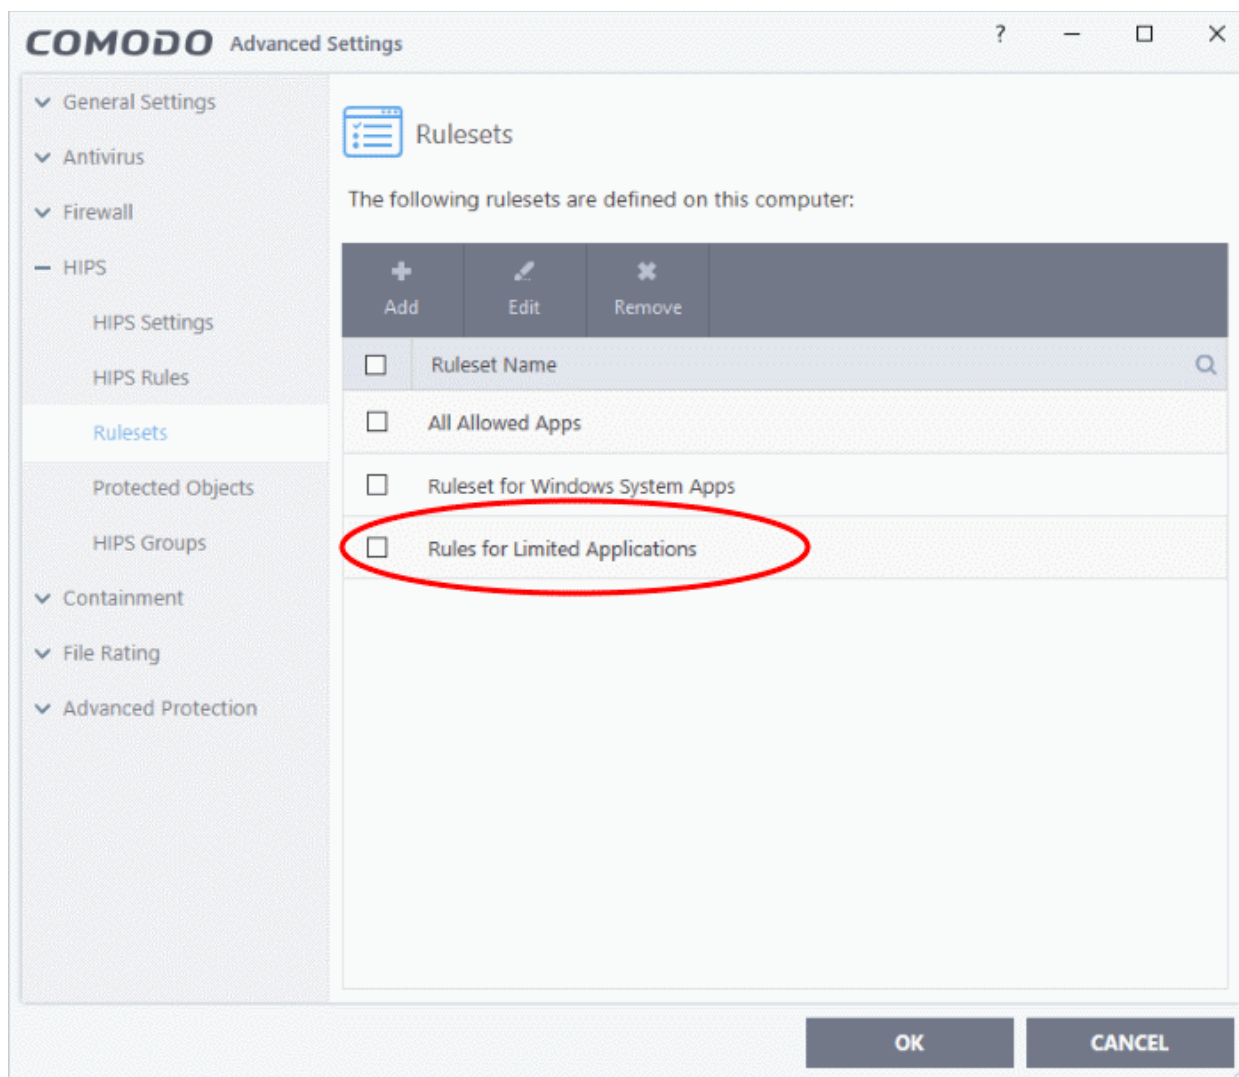 COMODO Advanced Settings ?
General Settings
Antivirus
Firewall
HIPS
HIPS Settings
HIPS Rules
Rulesets
Protected Objects
HIPS Groups
Containment
File Rating
Advanced Protection
Rulesets
The following rulesets are defined on this computer:
Add Edit Remove
Ruleset Name
All Allowed Apps
Ruleset for Windows System Apps
Rules for Limited Applications
OK CANCEL